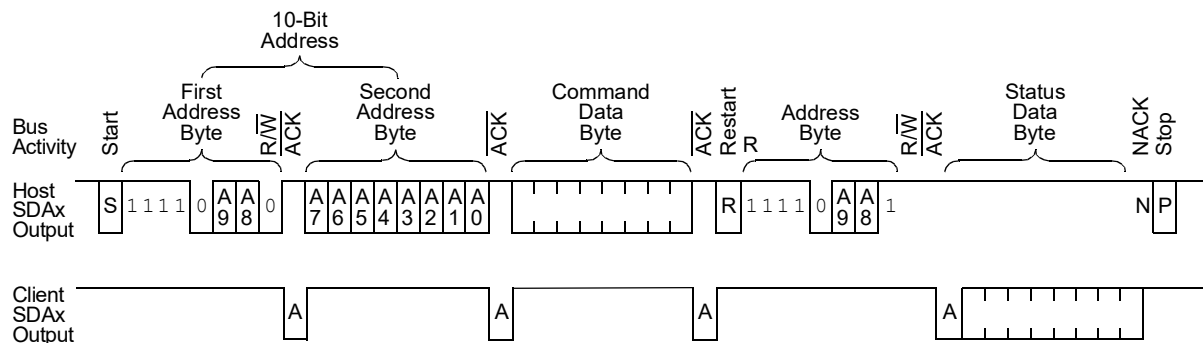 10-Bit
Address
First
Address
Byte
Second
Address
Byte
Command
Data
Byte
Address
Byte
Status
Data
Byte
Bus
Activity
Start
R/W
ACK
ACK
ACK
Restart
R
R/W
ACK
NACK
Stop
Host
SDAx
Output
S 1 1 1 1 0 A9 A8 0 A7 A6 A5 A4 A3 A2 A1 A0 R 1 1 1 1 0 A9 A8 1 N P
Client
SDAx
Output
A A A A